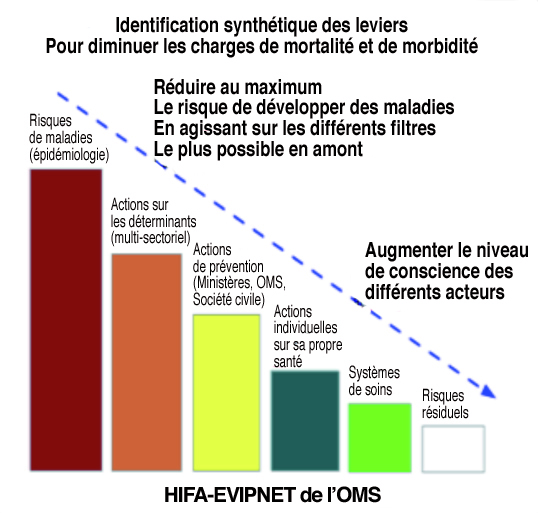 Identification synthétique des leviers
Pour diminuer les charges de mortalité et de morbidité
Réduire au maximum
Le risque de développer des maladies
En agissant sur les différents filtres
Le plus possible en amont
Risques
de maladies
(épidémiologie)
Actions sur
les déterminants
(multi-sectoriel)
Actions
de prévention
(Ministères, OMS,
Société civile)
Augmenter le niveau
de conscience des
différents acteurs
Actions
individuelles
sur sa propre
santé
Systèmes
de soins
Risques
résiduels
HIFA-EVIPNET de l'OMS